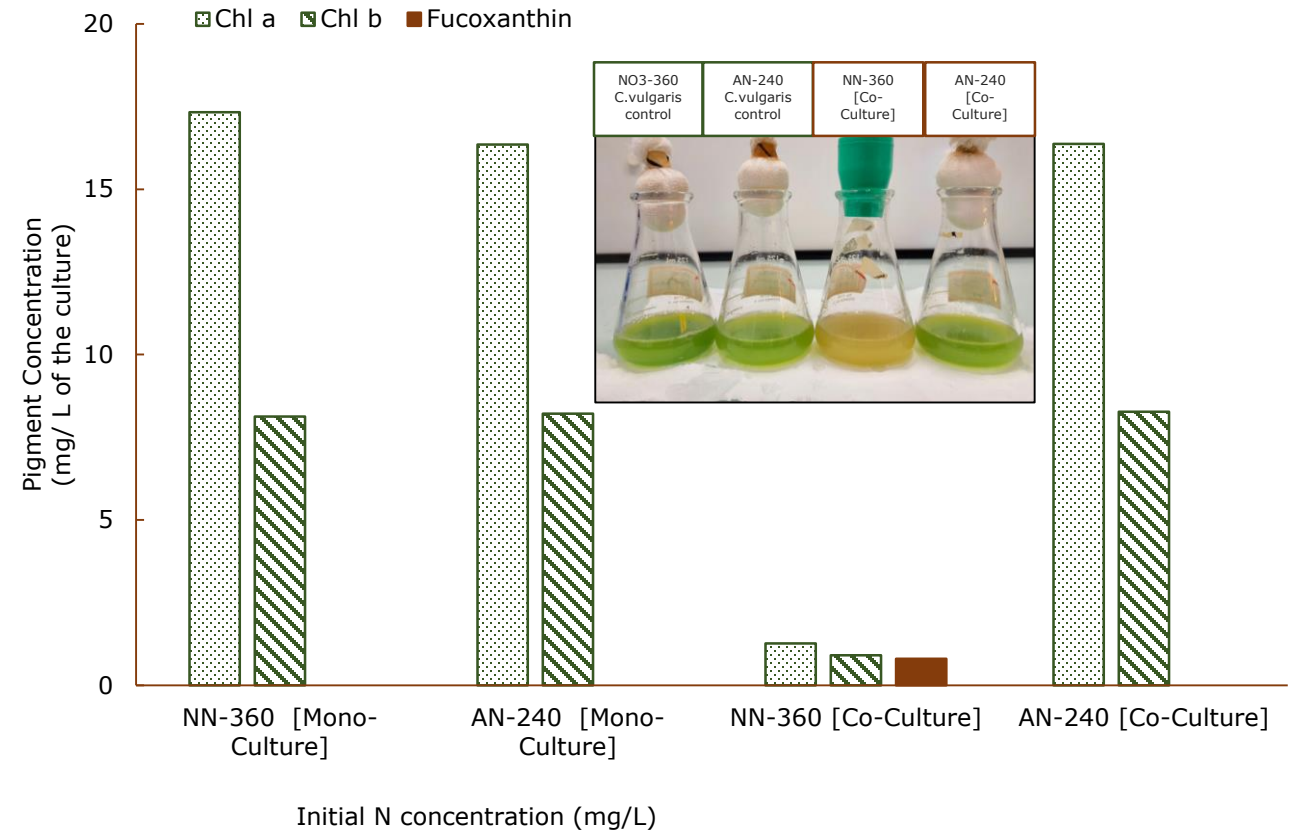 20
Chl a Chl b Fucoxanthin
NO3-360
C.vulgaris
control
AN-240
C.vulgaris
control
NN-360
[Co-
Culture]
AN-240
[Co-
Culture]
15
10
5
0
Pigment Concentration
(mg/ L of the culture)
NN-360 [Mono-
Culture]
AN-240 [Mono-
Culture]
NN-360 [Co-Culture]
AN-240 [Co-Culture]
Initial N concentration (mg/L)